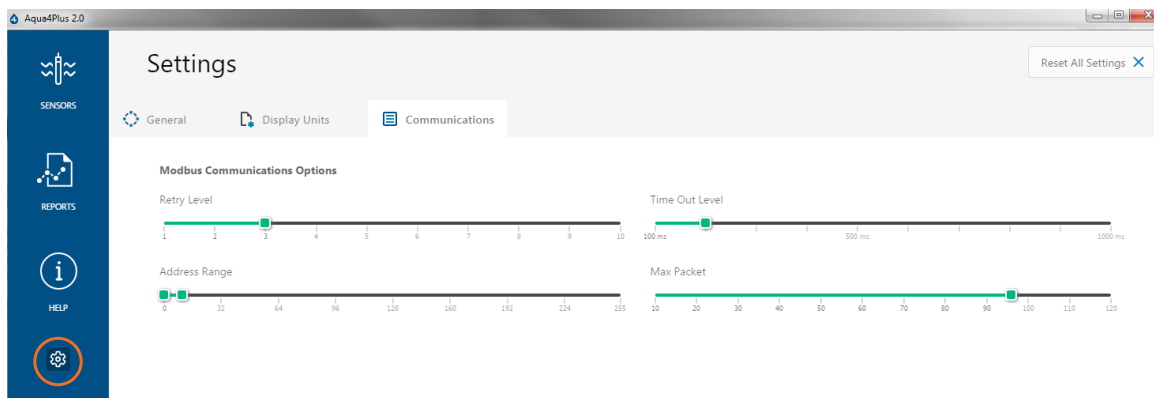 Aqua4Plus 2.0
SENSORS
REPORTS
HELP
Settings
Reset All Settings
General
Display Units
Communications
Modbus Communications Options
Retry Level
1 2 3 4 5 6 7 8 9 10
Time Out Level
100 ms 500 ms 1000 ms
Address Range
0 32 64 96 128 160 192 224 255
Max Packet
10 20 30 40 50 60 70 80 90 100 110 120